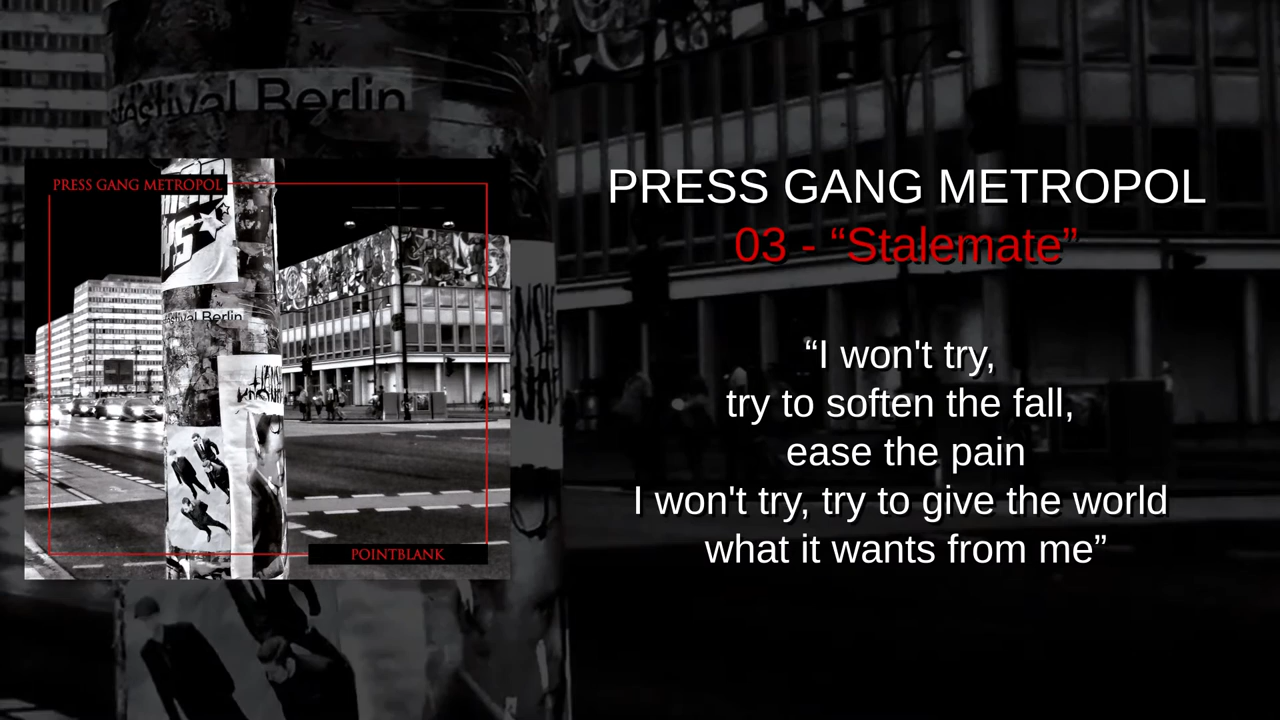 festival Berlin
PRESS GANG METROPOL
estival Berlin
POINTBLANK
PRESS GANG METROPOL
03 - “Stalemate”
“I won't try,
try to soften the fall,
ease the pain
I won't try, try to give the world
what it wants from me”